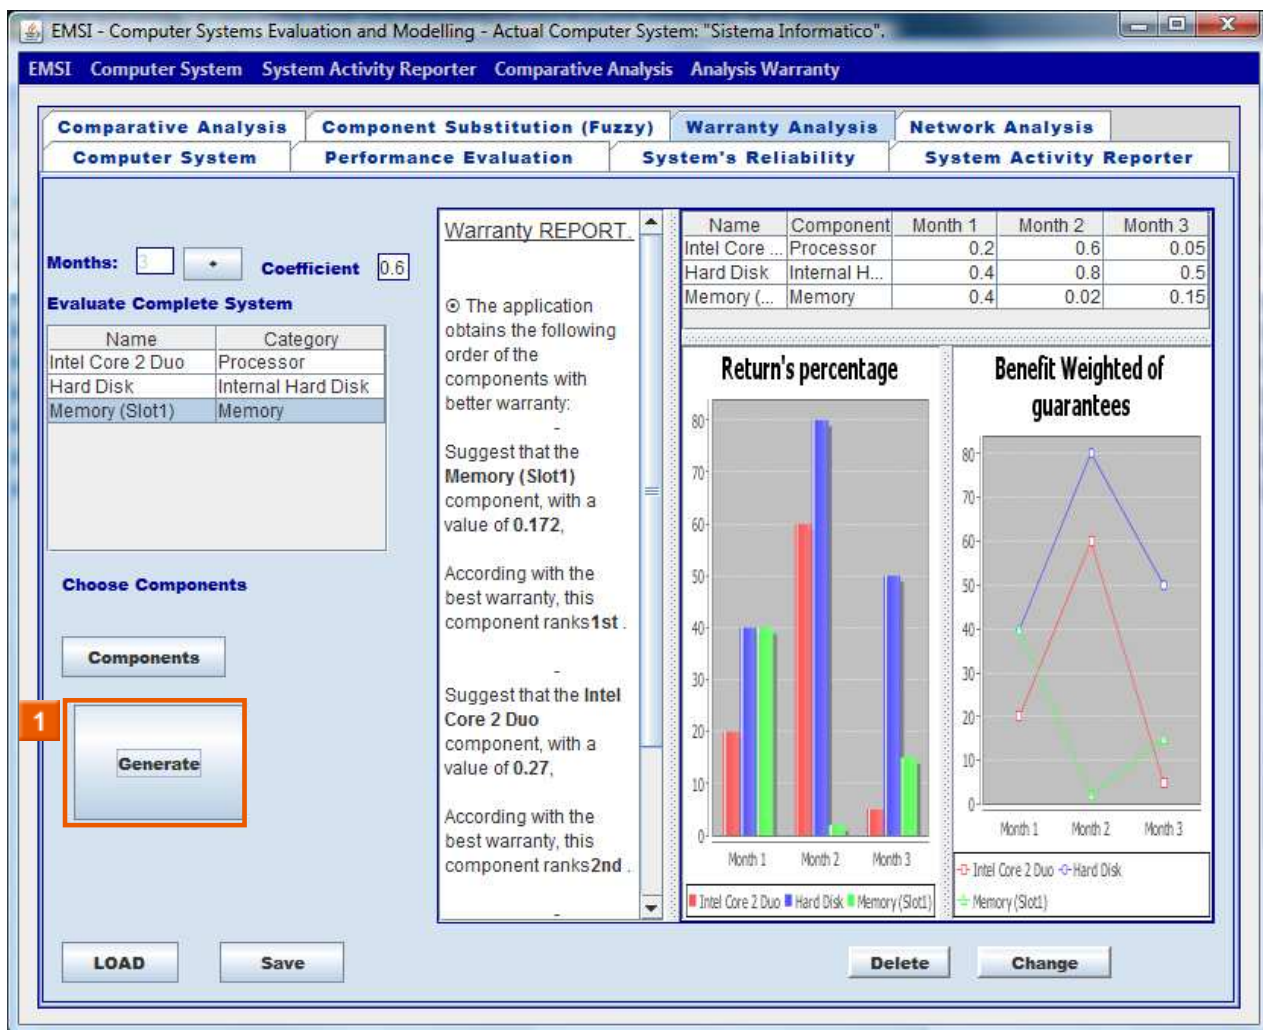 EMSI - Computer Systems Evaluation and Modelling - Actual Computer System: "Sistema Informatico".
EMSI Computer System System Activity Reporter Comparative Analysis Analysis Warranty
Comparative Analysis Component Substitution (Fuzzy) Warranty Analysis Network Analysis
Computer System Performance Evaluation System's Reliability System Activity Reporter
Months: 3 Coefficient 0.6
Evaluate Complete System
Name Category
Intel Core 2 Duo Processor
Hard Disk Internal Hard Disk
Memory (Slot1) Memory
Choose Components
Components
1
Generate
LOAD Save
Warranty REPORT.
The application
obtains the following
order of the
components with
better warranty:
-
Suggest that the
Memory (Slot1)
component, with a
value of 0.172,
According with the
best warranty, this
component ranks1st .
-
Suggest that the Intel
Core 2 Duo
component, with a
value of 0.27,
According with the
best warranty, this
component ranks2nd .
-
Name Component Month 1 Month 2 Month 3
Intel Core ... Processor 0.2 0.6 0.05
Hard Disk Internal H... 0.4 0.8 0.5
Memory (... Memory 0.4 0.02 0.15
Return's percentage
80
70
60
50
40
30
20
10
0
Month 1 Month 2 Month 3
Intel Core 2 Duo Hard Disk Memory (Slot1)
Benefit Weighted of
guarantees
80
70
60
50
40
30
20
10
0
Month 1 Month 2 Month 3
Intel Core 2 Duo Hard Disk
Memory (Slot1)
Delete Change